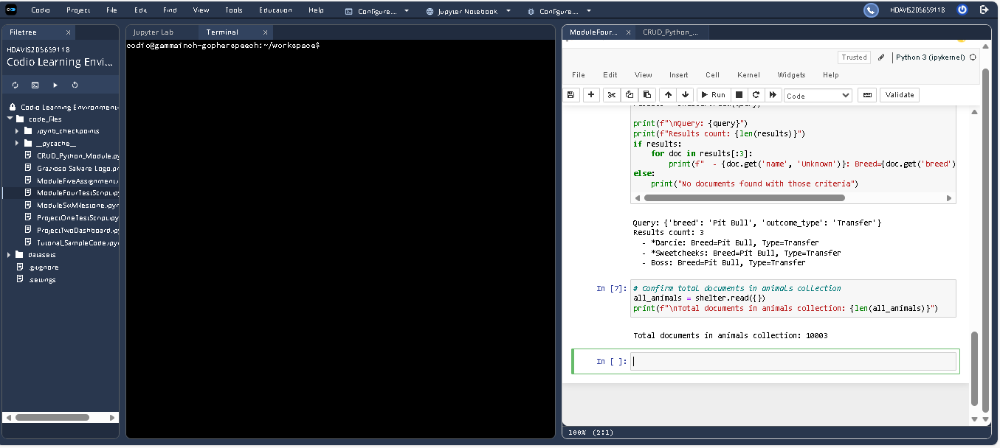 Codio Project File Edit Find View Tools Education Help Configure.... Jupyter Notebook Configure.... HDAVIS2DS659118
Filetree x
HDAVIS2DS659118
Codio Learning Envi...
Codio Learning Environment-
code_files
.ipynb_checkpoints
__pycache__
CRUD_Python_Module.py
Grazioso Salvare Logo.pr
ModuleFiveAssignment.
ModuleFourTestScript.ipy
ModuleSixMilestone.ipyn
ProjectOneTestScript.ipy
ProjectTwoDashboard.ipy
Tutorial_SampleCode.ipy
datasets
.gitignore
.settings
Jupyter Lab Terminal x
codio@gammainch-gopherspeech:~/workspace$
ModuleFour... x CRUD_Python_...
Trusted Python 3 (ipykernel)
File Edit View Insert Cell Kernel Widgets Help
Run Code Validate
print(f"\nQuery: {query}")
print(f"Results count: {len(results)}")
if results:
for doc in results[:3]:
print(f"  - {doc.get('name', 'Unknown')}: Breed={doc.get('breed')
else:
print("No documents found with those criteria")
Query: {'breed': 'Pit Bull', 'outcome_type': 'Transfer'}
Results count: 3
- *Darcie: Breed=Pit Bull, Type=Transfer
- *Sweetcheeks: Breed=Pit Bull, Type=Transfer
- Boss: Breed=Pit Bull, Type=Transfer
In [7]: # Confirm total documents in animals collection
all_animals = shelter.read({})
print(f"\nTotal documents in animals collection: {len(all_animals)}")
Total documents in animals collection: 10003
In [ ]:
100% (2:1)